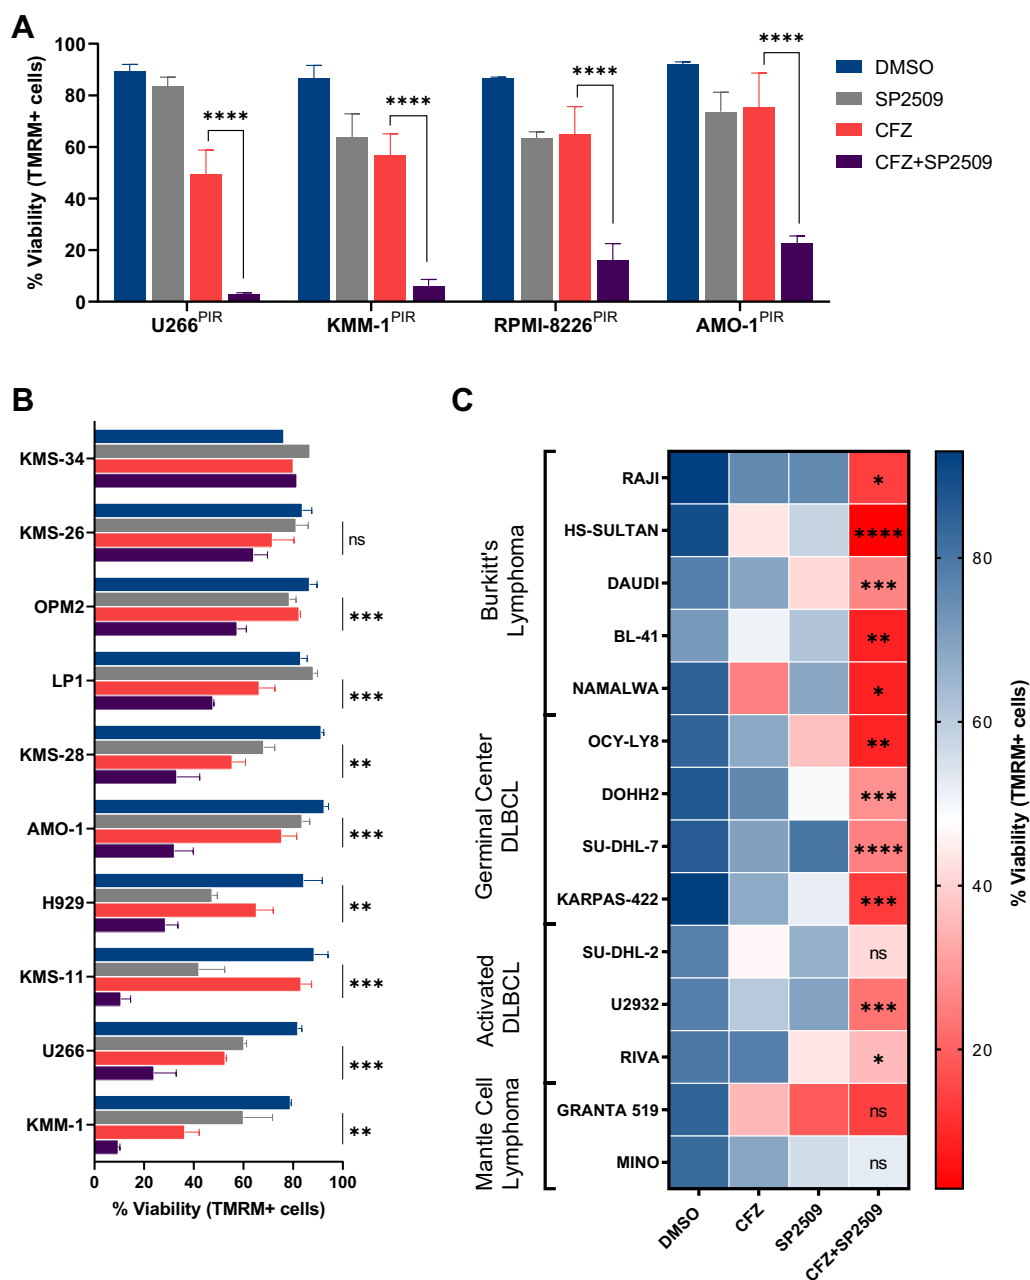 A
% Viability (TMRM+ cells)
100
80
60
40
20
0
****
****
****
****
U266PIR
KMM-1PIR
RPMI-8226PIR
AMO-1PIR
DMSO
SP2509
CFZ
CFZ+SP2509
B
KMS-34
KMS-26
ns
OPM2
***
LP1
***
KMS-28
**
AMO-1
***
H929
**
KMS-11
***
U266
***
KMM-1
**
0 20 40 60 80 100
% Viability (TMRM+ cells)
C
Burkitt's
Lymphoma
Germinal Center
DLBCL
Activated
DLBCL
Mantle Cell
Lymphoma
RAJI
*
HS-SULTAN
****
DAUDI
***
BL-41
**
NAMALWA
*
OCY-LY8
**
DOHH2
***
SU-DHL-7
****
KARPAS-422
***
SU-DHL-2
ns
U2932
***
RIVA
*
GRANTA 519
ns
MINO
ns
DMSO
CFZ
SP2509
CFZ+SP2509
80
60
40
20
% Viability (TMRM+ cells)